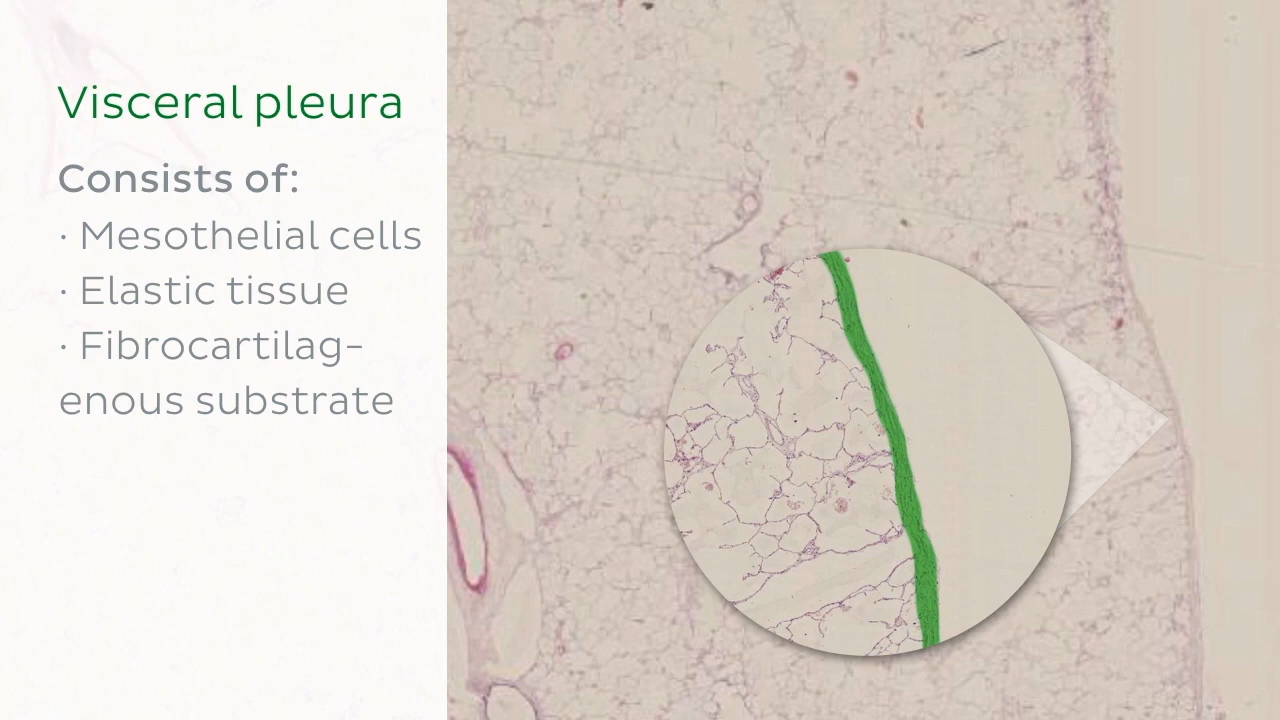 Visceral pleura
Consists of:
· Mesothelial cells
· Elastic tissue
· Fibrocartilag-
enous substrate